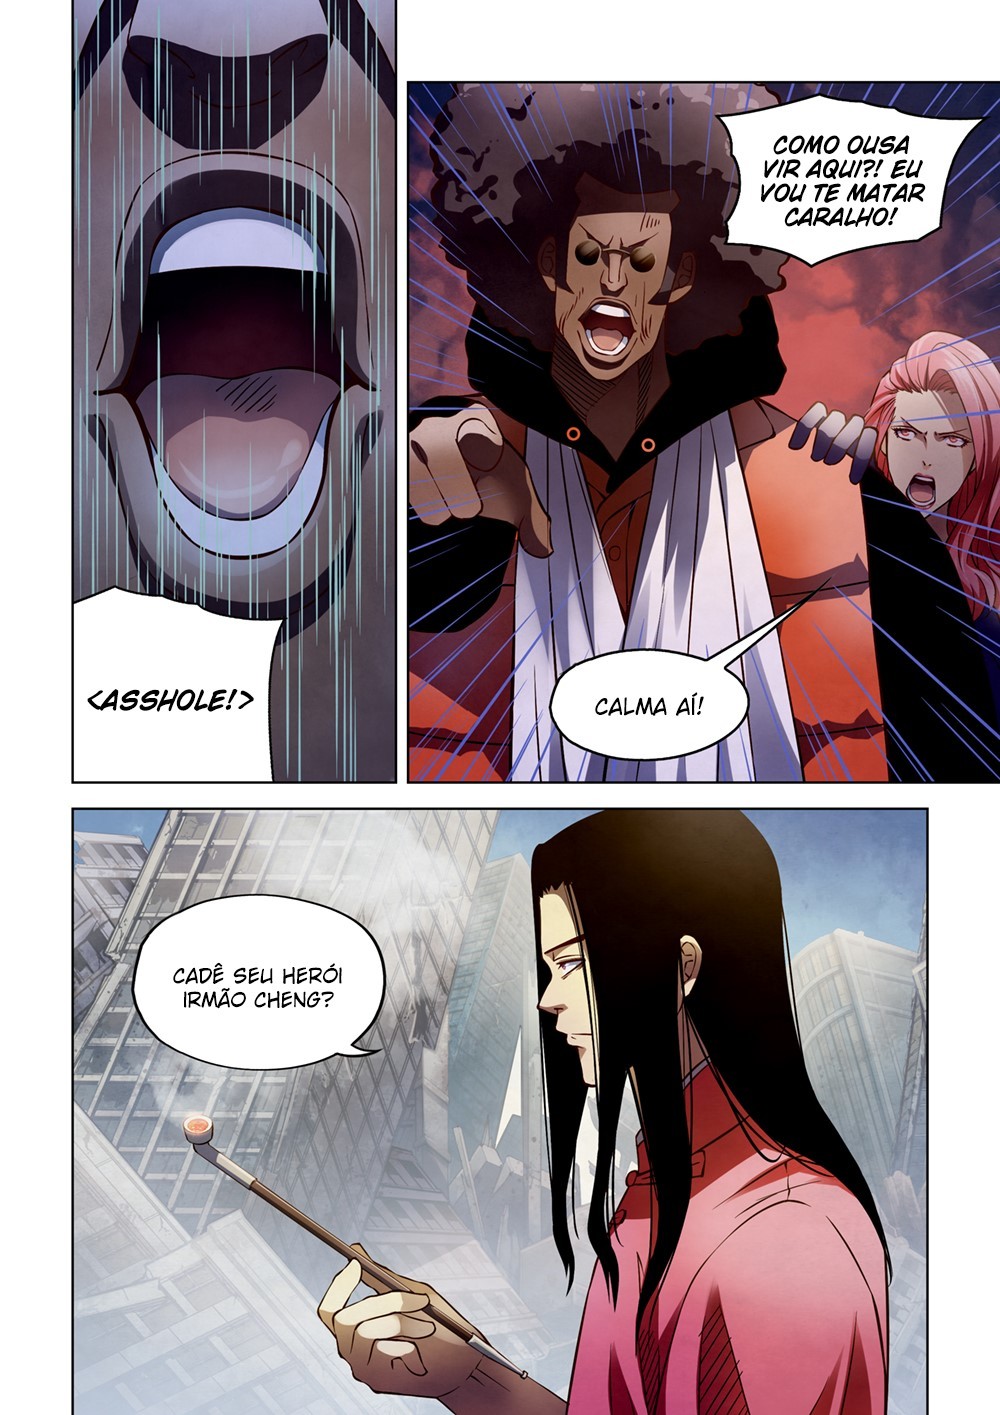 <ASSHOLE!>
COMO OUSA
VIR AQUI?! EU
VOU TE MATAR
CARALHO!
CALMA AÍ!
CADÊ SEU HERÓI
IRMÃO CHENG?